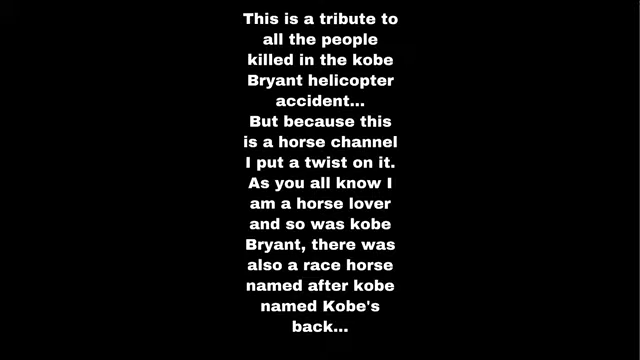 This is a tribute to
all the people
killed in the kobe
Bryant helicopter
accident...
But because this
is a horse channel
I put a twist on it.
As you all know I
am a horse lover
and so was kobe
Bryant, there was
also a race horse
named after kobe
named Kobe's
back...